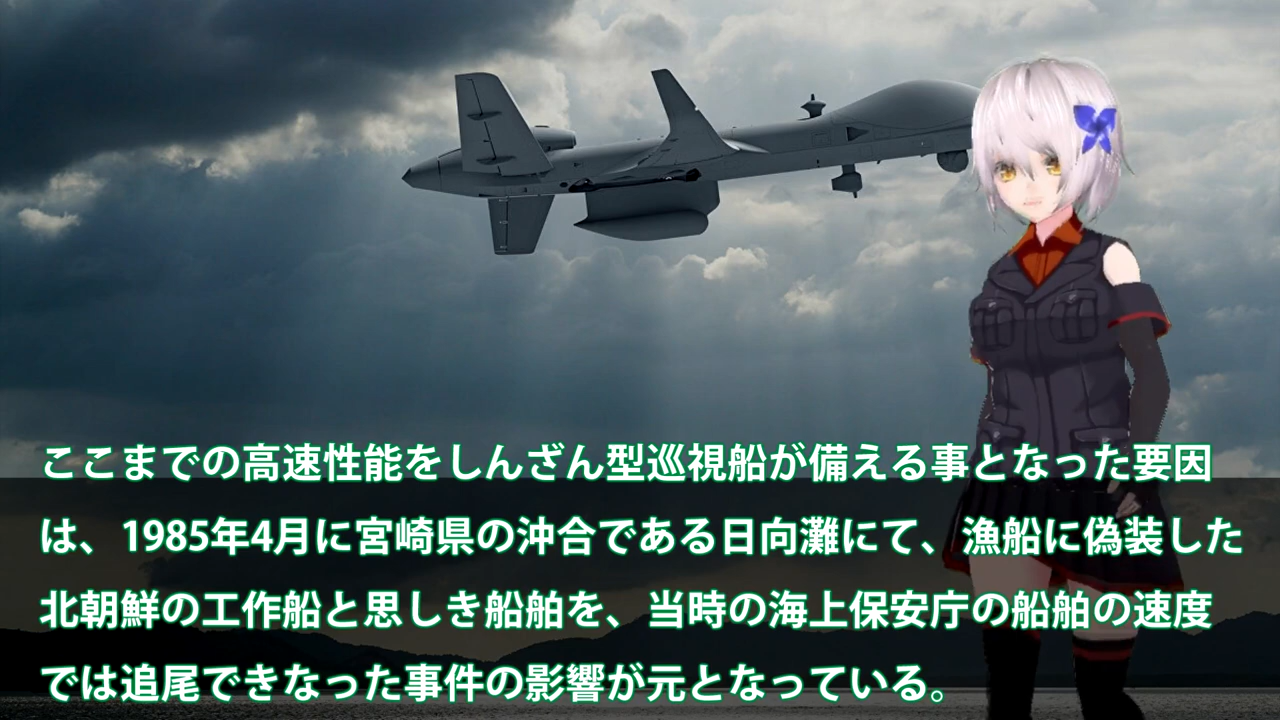 ここまでの高速性能をしんざん型巡視船が備える事となった要因
は、1985年4月に宮崎県の沖合である日向灘にて、漁船に偽装した
北朝鮮の工作船と思しき船舶を、当時の海上保安庁の船舶の速度
では追尾できなかった事件の影響が元となっている。